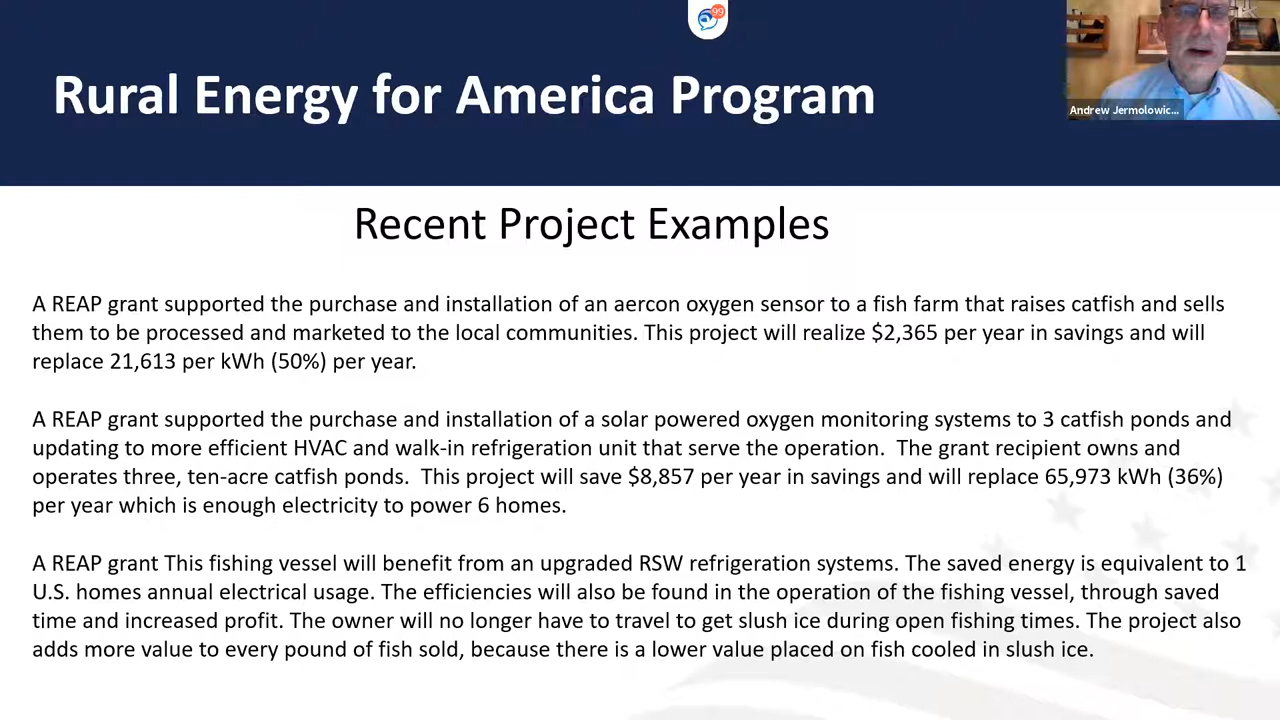 99
Rural Energy for America Program
Andrew Jermolowic...
Recent Project Examples
A REAP grant supported the purchase and installation of an aercon oxygen sensor to a fish farm that raises catfish and sells
them to be processed and marketed to the local communities. This project will realize $2,365 per year in savings and will
replace 21,613 per kWh (50%) per year.
A REAP grant supported the purchase and installation of a solar powered oxygen monitoring systems to 3 catfish ponds and
updating to more efficient HVAC and walk-in refrigeration unit that serve the operation.  The grant recipient owns and
operates three, ten-acre catfish ponds.  This project will save $8,857 per year in savings and will replace 65,973 kWh (36%)
per year which is enough electricity to power 6 homes.
A REAP grant This fishing vessel will benefit from an upgraded RSW refrigeration systems. The saved energy is equivalent to 1
U.S. homes annual electrical usage. The efficiencies will also be found in the operation of the fishing vessel, through saved
time and increased profit. The owner will no longer have to travel to get slush ice during open fishing times. The project also
adds more value to every pound of fish sold, because there is a lower value placed on fish cooled in slush ice.